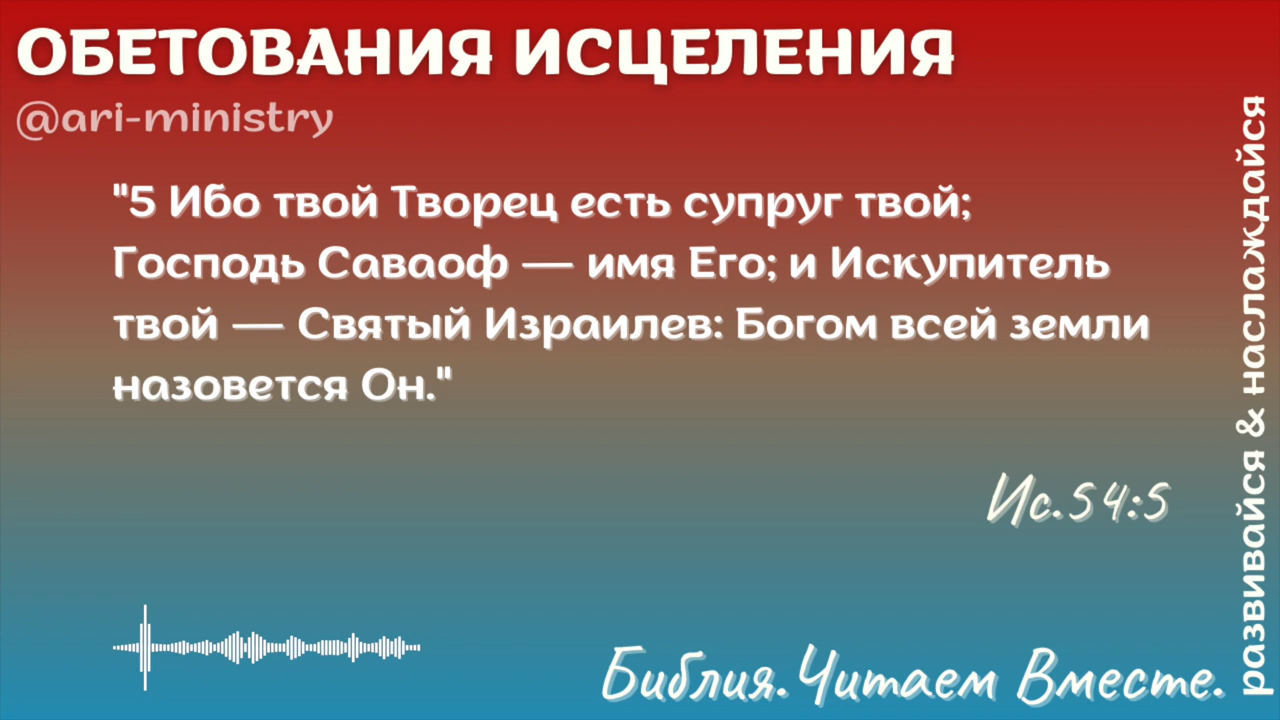 ОБЕТОВАНИЯ ИСЦЕЛЕНИЯ
@ari-ministry
"5 Ибо твой Творец есть супруг твой;
Господь Саваоф — имя Его; и Искупитель
твой — Святый Израилев: Богом всей земли
назовется Он."
Ис.54:5
Библия.Читаем Вместе.
развивайся & наслаждайся